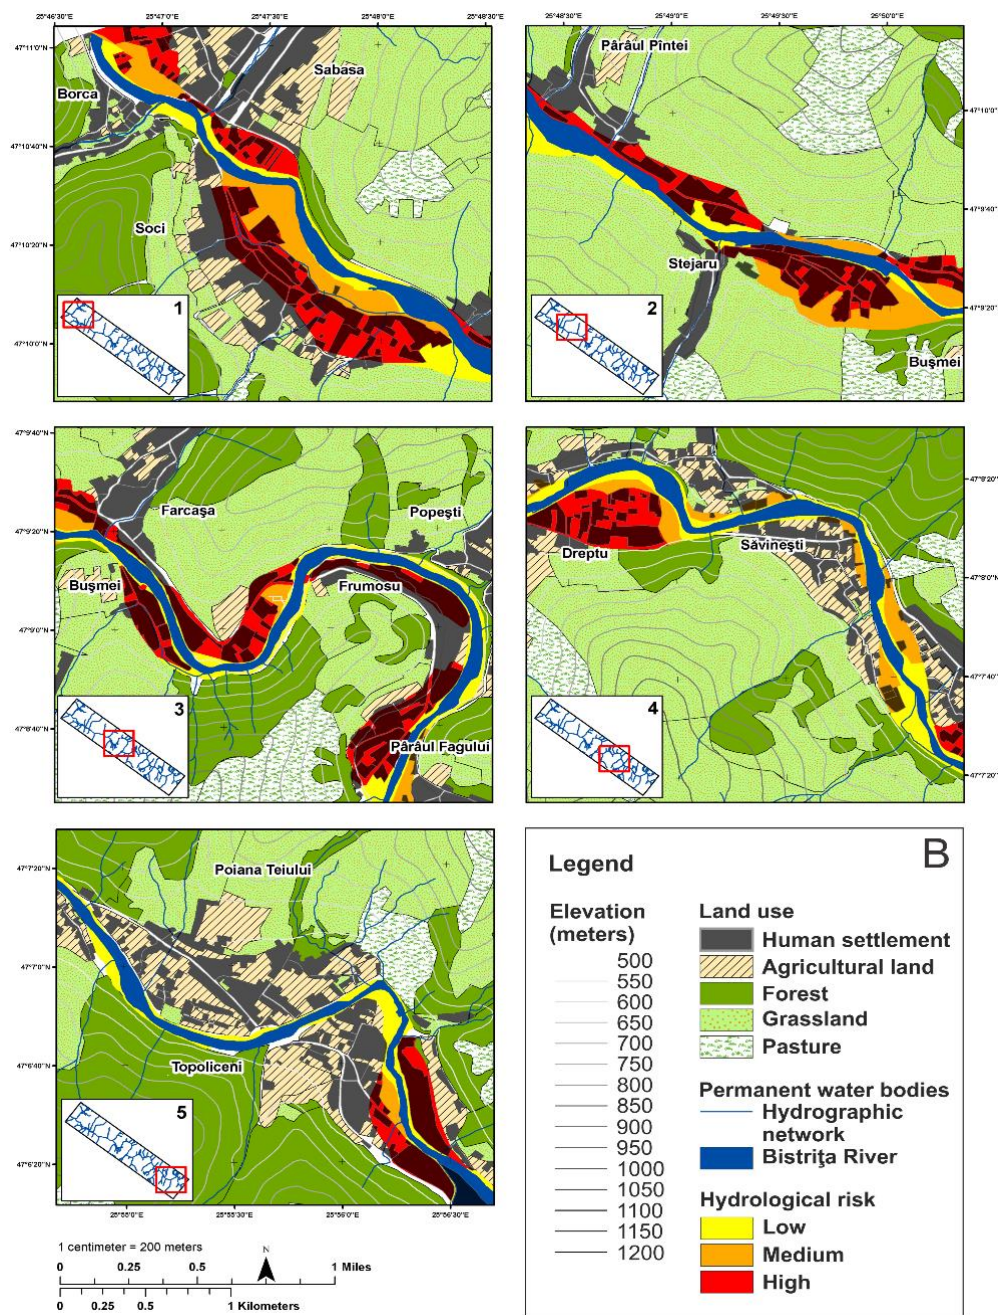 25°46'30"E 25°47'0"E 25°47'30"E 25°48'0"E 25°48'30"E
25°48'30"E 25°49'0"E 25°49'30"E 25°50'0"E
47°11'0"N
Borca
Sabasa
47°10'40"N
Soci
47°10'20"N
47°10'0"N
1
Pârâul Pîntei
47°10'0"N
47°9'40"N
Stejaru
47°9'20"N
Buşmei
2
47°9'40"N
Farcaşa
Popeşti
47°9'20"N
Buşmei
Frumosu
47°9'0"N
47°8'40"N
Pârâul Fagului
3
47°8'20"N
Dreptu
Săvineşti
47°8'0"N
47°7'40"N
47°7'20"N
4
47°7'20"N
Poiana Teiului
47°7'0"N
47°6'40"N
Topoliceni
47°6'20"N
5
25°55'0"E 25°55'30"E 25°56'0"E 25°56'30"E
1 centimeter = 200 meters
N
0 0.25 0.5 1 Miles
0 0.25 0.5 1 Kilometers
B
Legend
Elevation
(meters)
500
550
600
650
700
750
800
850
900
950
1000
1050
1100
1150
1200
Land use
Human settlement
Agricultural land
Forest
Grassland
Pasture
Permanent water bodies
Hydrographic
network
Bistriţa River
Hydrological risk
Low
Medium
High